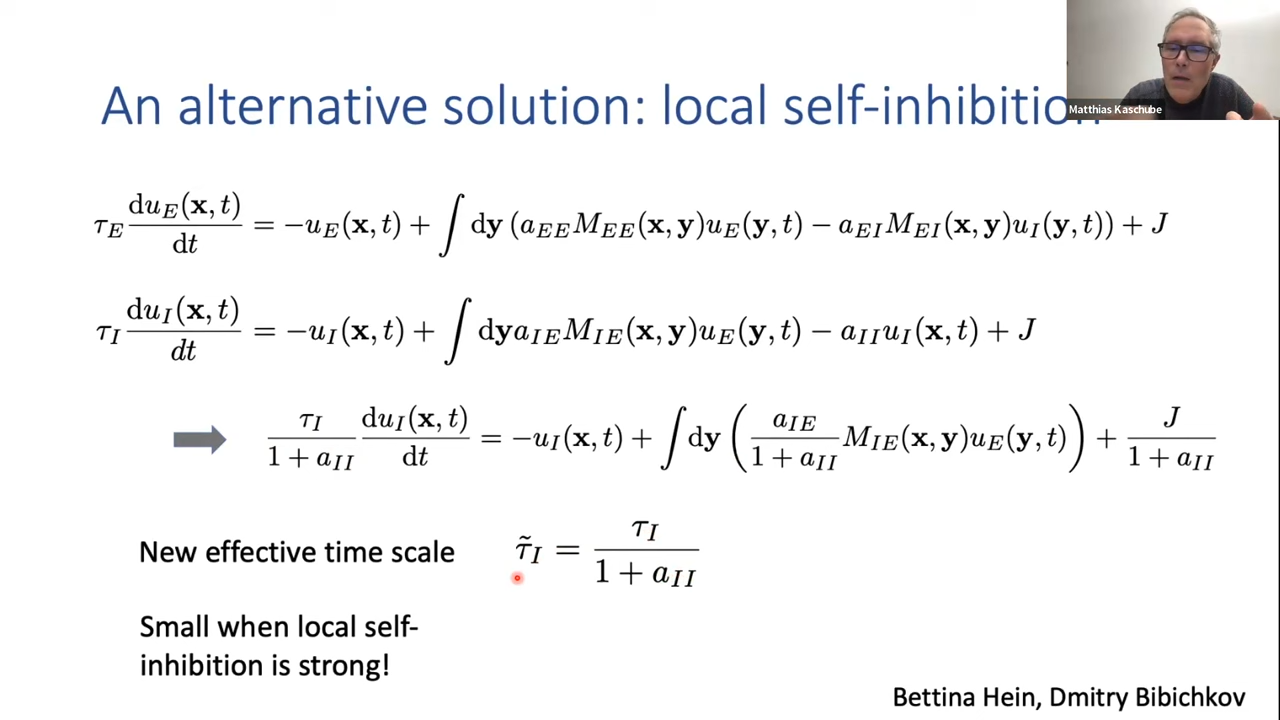 Matthias Kaschube
An alternative solution: local self-inhibition
τ_E du_E(𝐱, t)/dt = −u_E(𝐱, t) + ∫ d𝐲 (a_EE M_EE(𝐱, 𝐲)u_E(𝐲, t) − a_EI M_EI(𝐱, 𝐲)u_I(𝐲, t)) + J
τ_I du_I(𝐱, t)/dt = −u_I(𝐱, t) + ∫ d𝐲a_IE M_IE(𝐱, 𝐲)u_E(𝐲, t) − a_II u_I(𝐱, t) + J
τ_I/(1 + a_II) du_I(𝐱, t)/dt = −u_I(𝐱, t) + ∫d𝐲 (a_IE/(1 + a_II) M_IE(𝐱, 𝐲)u_E(𝐲, t)) + J/(1 + a_II)
New effective time scale τ̃_I = τ_I/(1 + a_II)
Small when local self-
inhibition is strong!
Bettina Hein, Dmitry Bibichkov